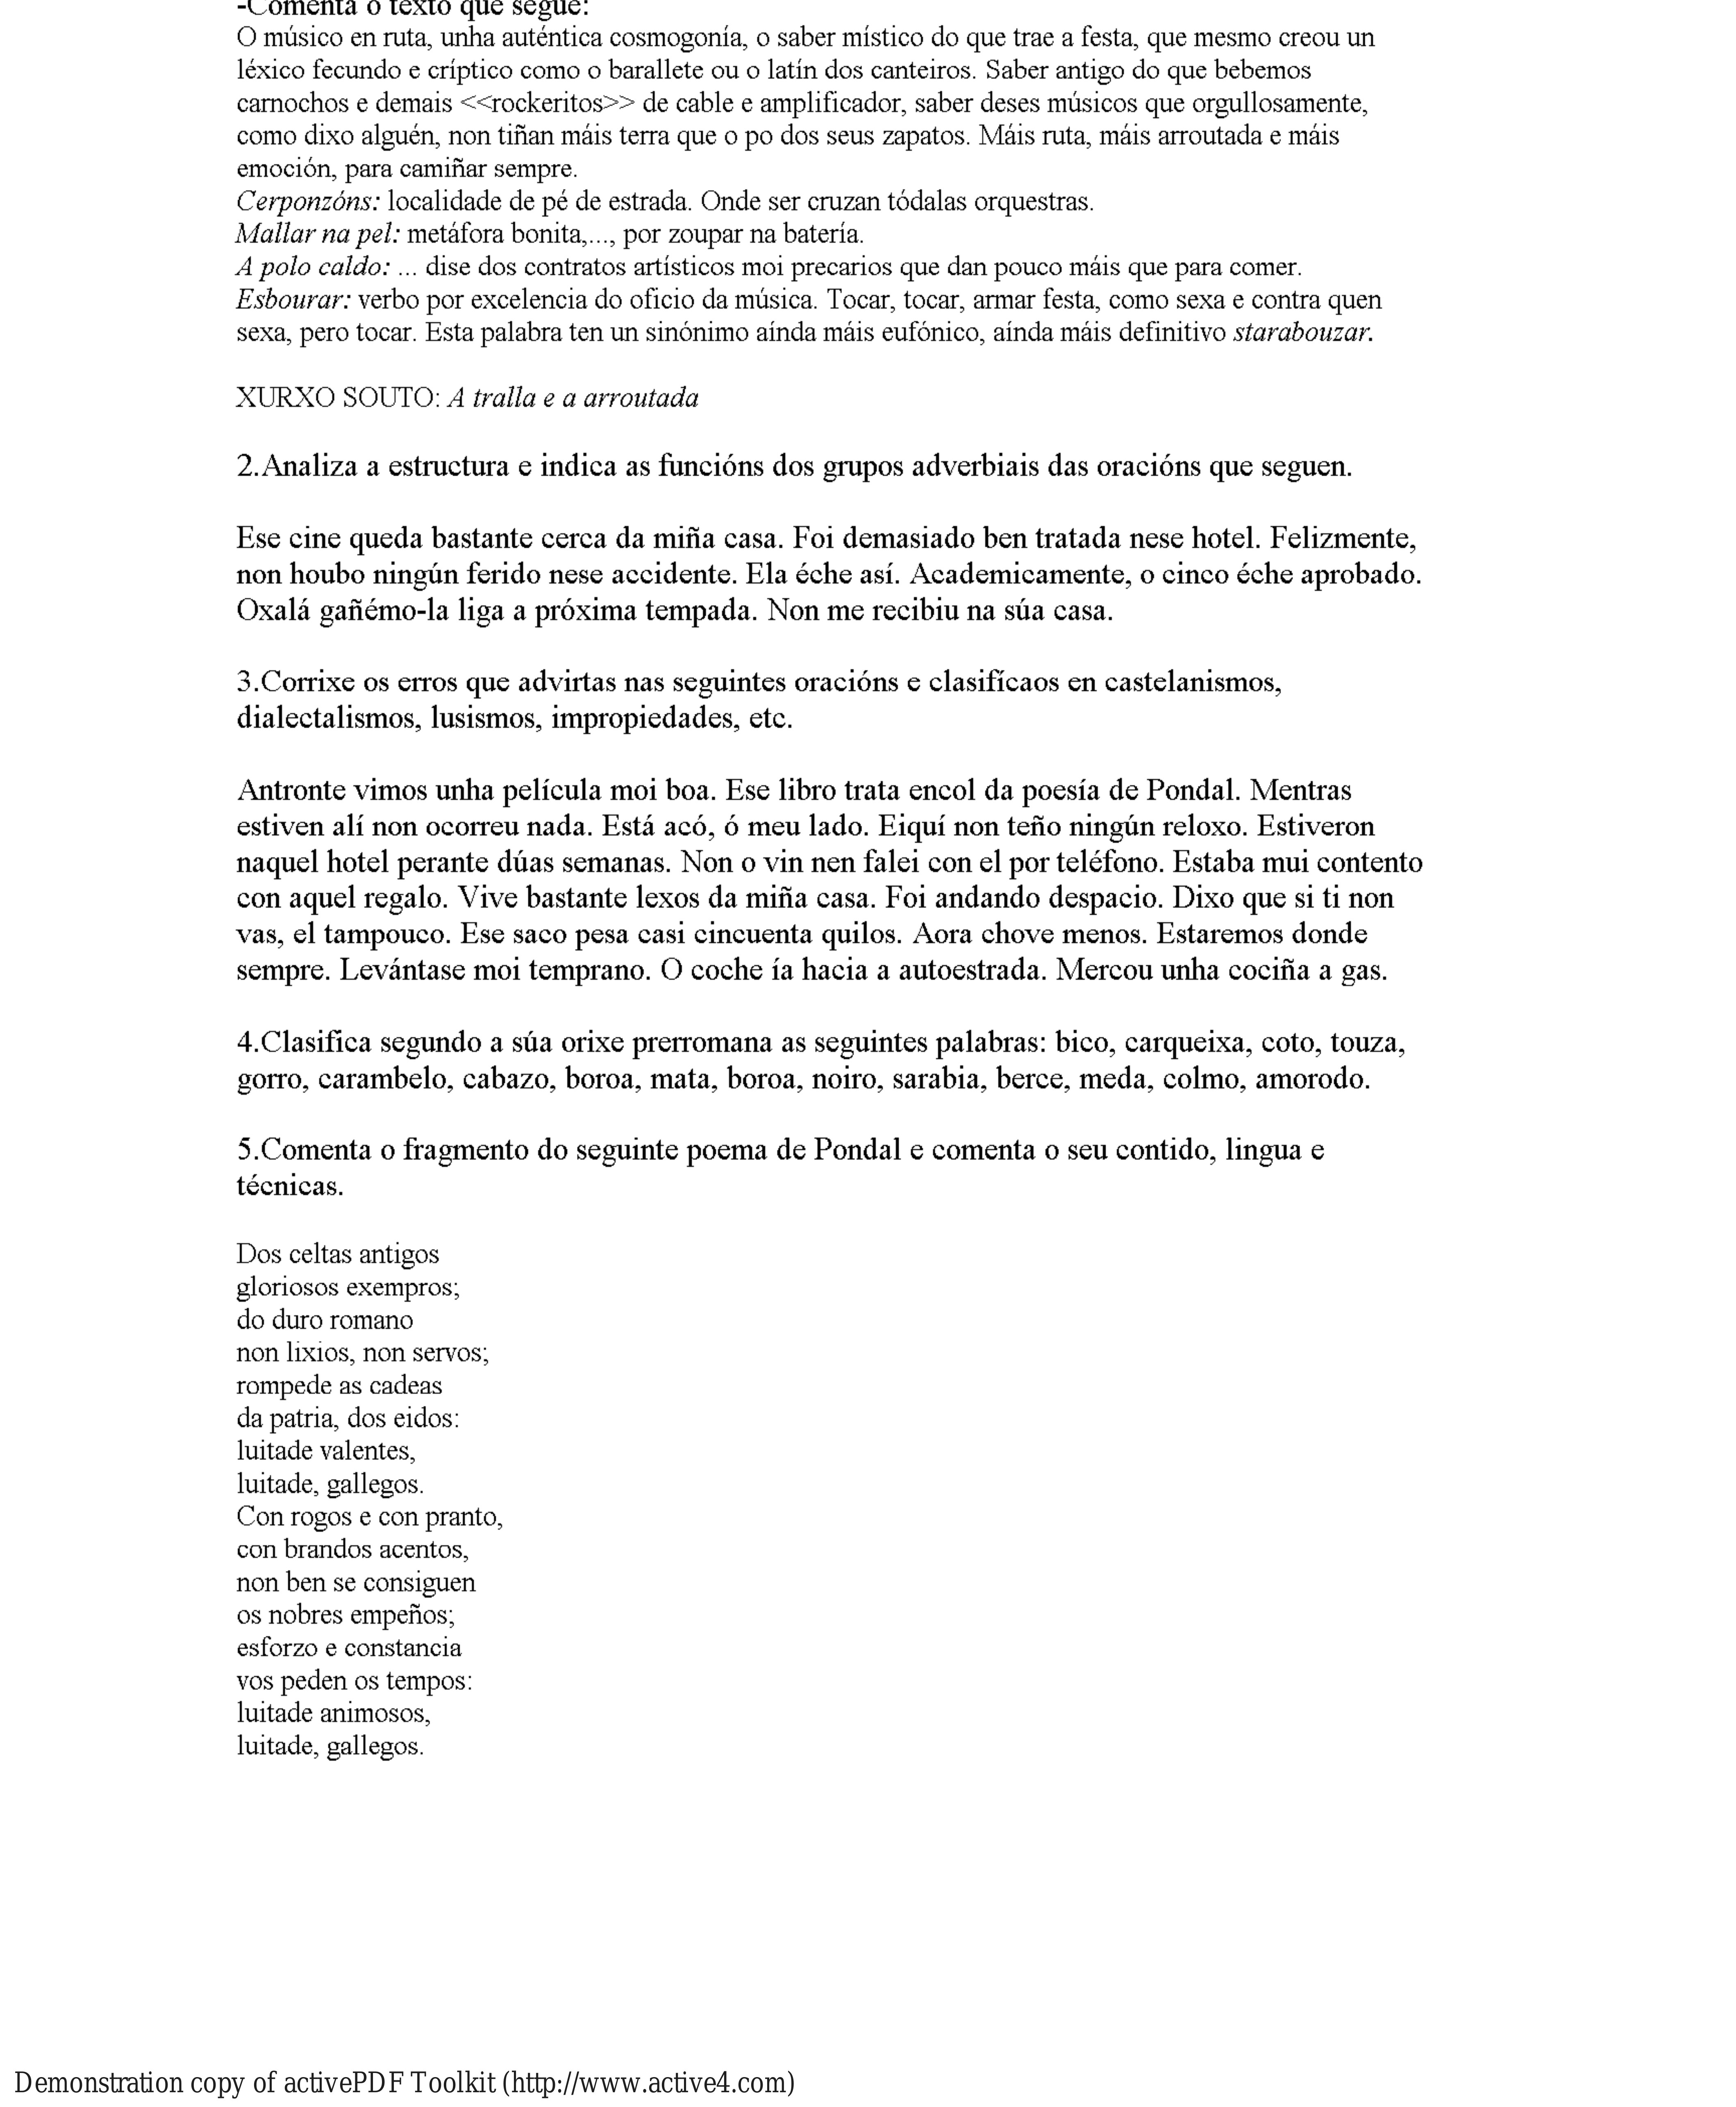 -Comenta o texto que segue:
O músico en ruta, unha auténtica cosmogonía, o saber místico do que trae a festa, que mesmo creou un
léxico fecundo e críptico como o barallete ou o latín dos canteiros. Saber antigo do que bebemos
carnochos e demais <<rockeritos>> de cable e amplificador, saber deses músicos que orgullosamente,
como dixo alguén, non tiñan máis terra que o po dos seus zapatos. Máis ruta, máis arroutada e máis
emoción, para camiñar sempre.
Cerponzóns: localidade de pé de estrada. Onde ser cruzan tódalas orquestras.
Mallar na pel: metáfora bonita,..., por zoupar na batería.
A polo caldo: ... dise dos contratos artísticos moi precarios que dan pouco máis que para comer.
Esbourar: verbo por excelencia do oficio da música. Tocar, tocar, armar festa, como sexa e contra quen
sexa, pero tocar. Esta palabra ten un sinónimo aínda máis eufónico, aínda máis definitivo starabouzar.
XURXO SOUTO: A tralla e a arroutada
2.Analiza a estructura e indica as funcións dos grupos adverbiais das oracións que seguen.
Ese cine queda bastante cerca da miña casa. Foi demasiado ben tratada nese hotel. Felizmente,
non houbo ningún ferido nese accidente. Ela éche así. Academicamente, o cinco éche aprobado.
Oxalá gañémo-la liga a próxima tempada. Non me recibiu na súa casa.
3.Corrixe os erros que advirtas nas seguintes oracións e clasifícaos en castelanismos,
dialectalismos, lusismos, impropiedades, etc.
Antronte vimos unha película moi boa. Ese libro trata encol da poesía de Pondal. Mentras
estiven alí non ocorreu nada. Está acó, ó meu lado. Eiquí non teño ningún reloxo. Estiveron
naquel hotel perante dúas semanas. Non o vin nen falei con el por teléfono. Estaba mui contento
con aquel regalo. Vive bastante lexos da miña casa. Foi andando despacio. Dixo que si ti non
vas, el tampouco. Ese saco pesa casi cincuenta quilos. Aora chove menos. Estaremos donde
sempre. Levántase moi temprano. O coche ía hacia a autoestrada. Mercou unha cociña a gas.
4.Clasifica segundo a súa orixe prerromana as seguintes palabras: bico, carqueixa, coto, touza,
gorro, carambelo, cabazo, boroa, mata, boroa, noiro, sarabia, berce, meda, colmo, amorodo.
5.Comenta o fragmento do seguinte poema de Pondal e comenta o seu contido, lingua e
técnicas.
Dos celtas antigos
gloriosos exempros;
do duro romano
non lixios, non servos;
rompede as cadeas
da patria, dos eidos:
luitade valentes,
luitade, gallegos.
Con rogos e con pranto,
con brandos acentos,
non ben se consiguen
os nobres empeños;
esforzo e constancia
vos peden os tempos:
luitade animosos,
luitade, gallegos.
Demonstration copy of activePDF Toolkit (http://www.active4.com)